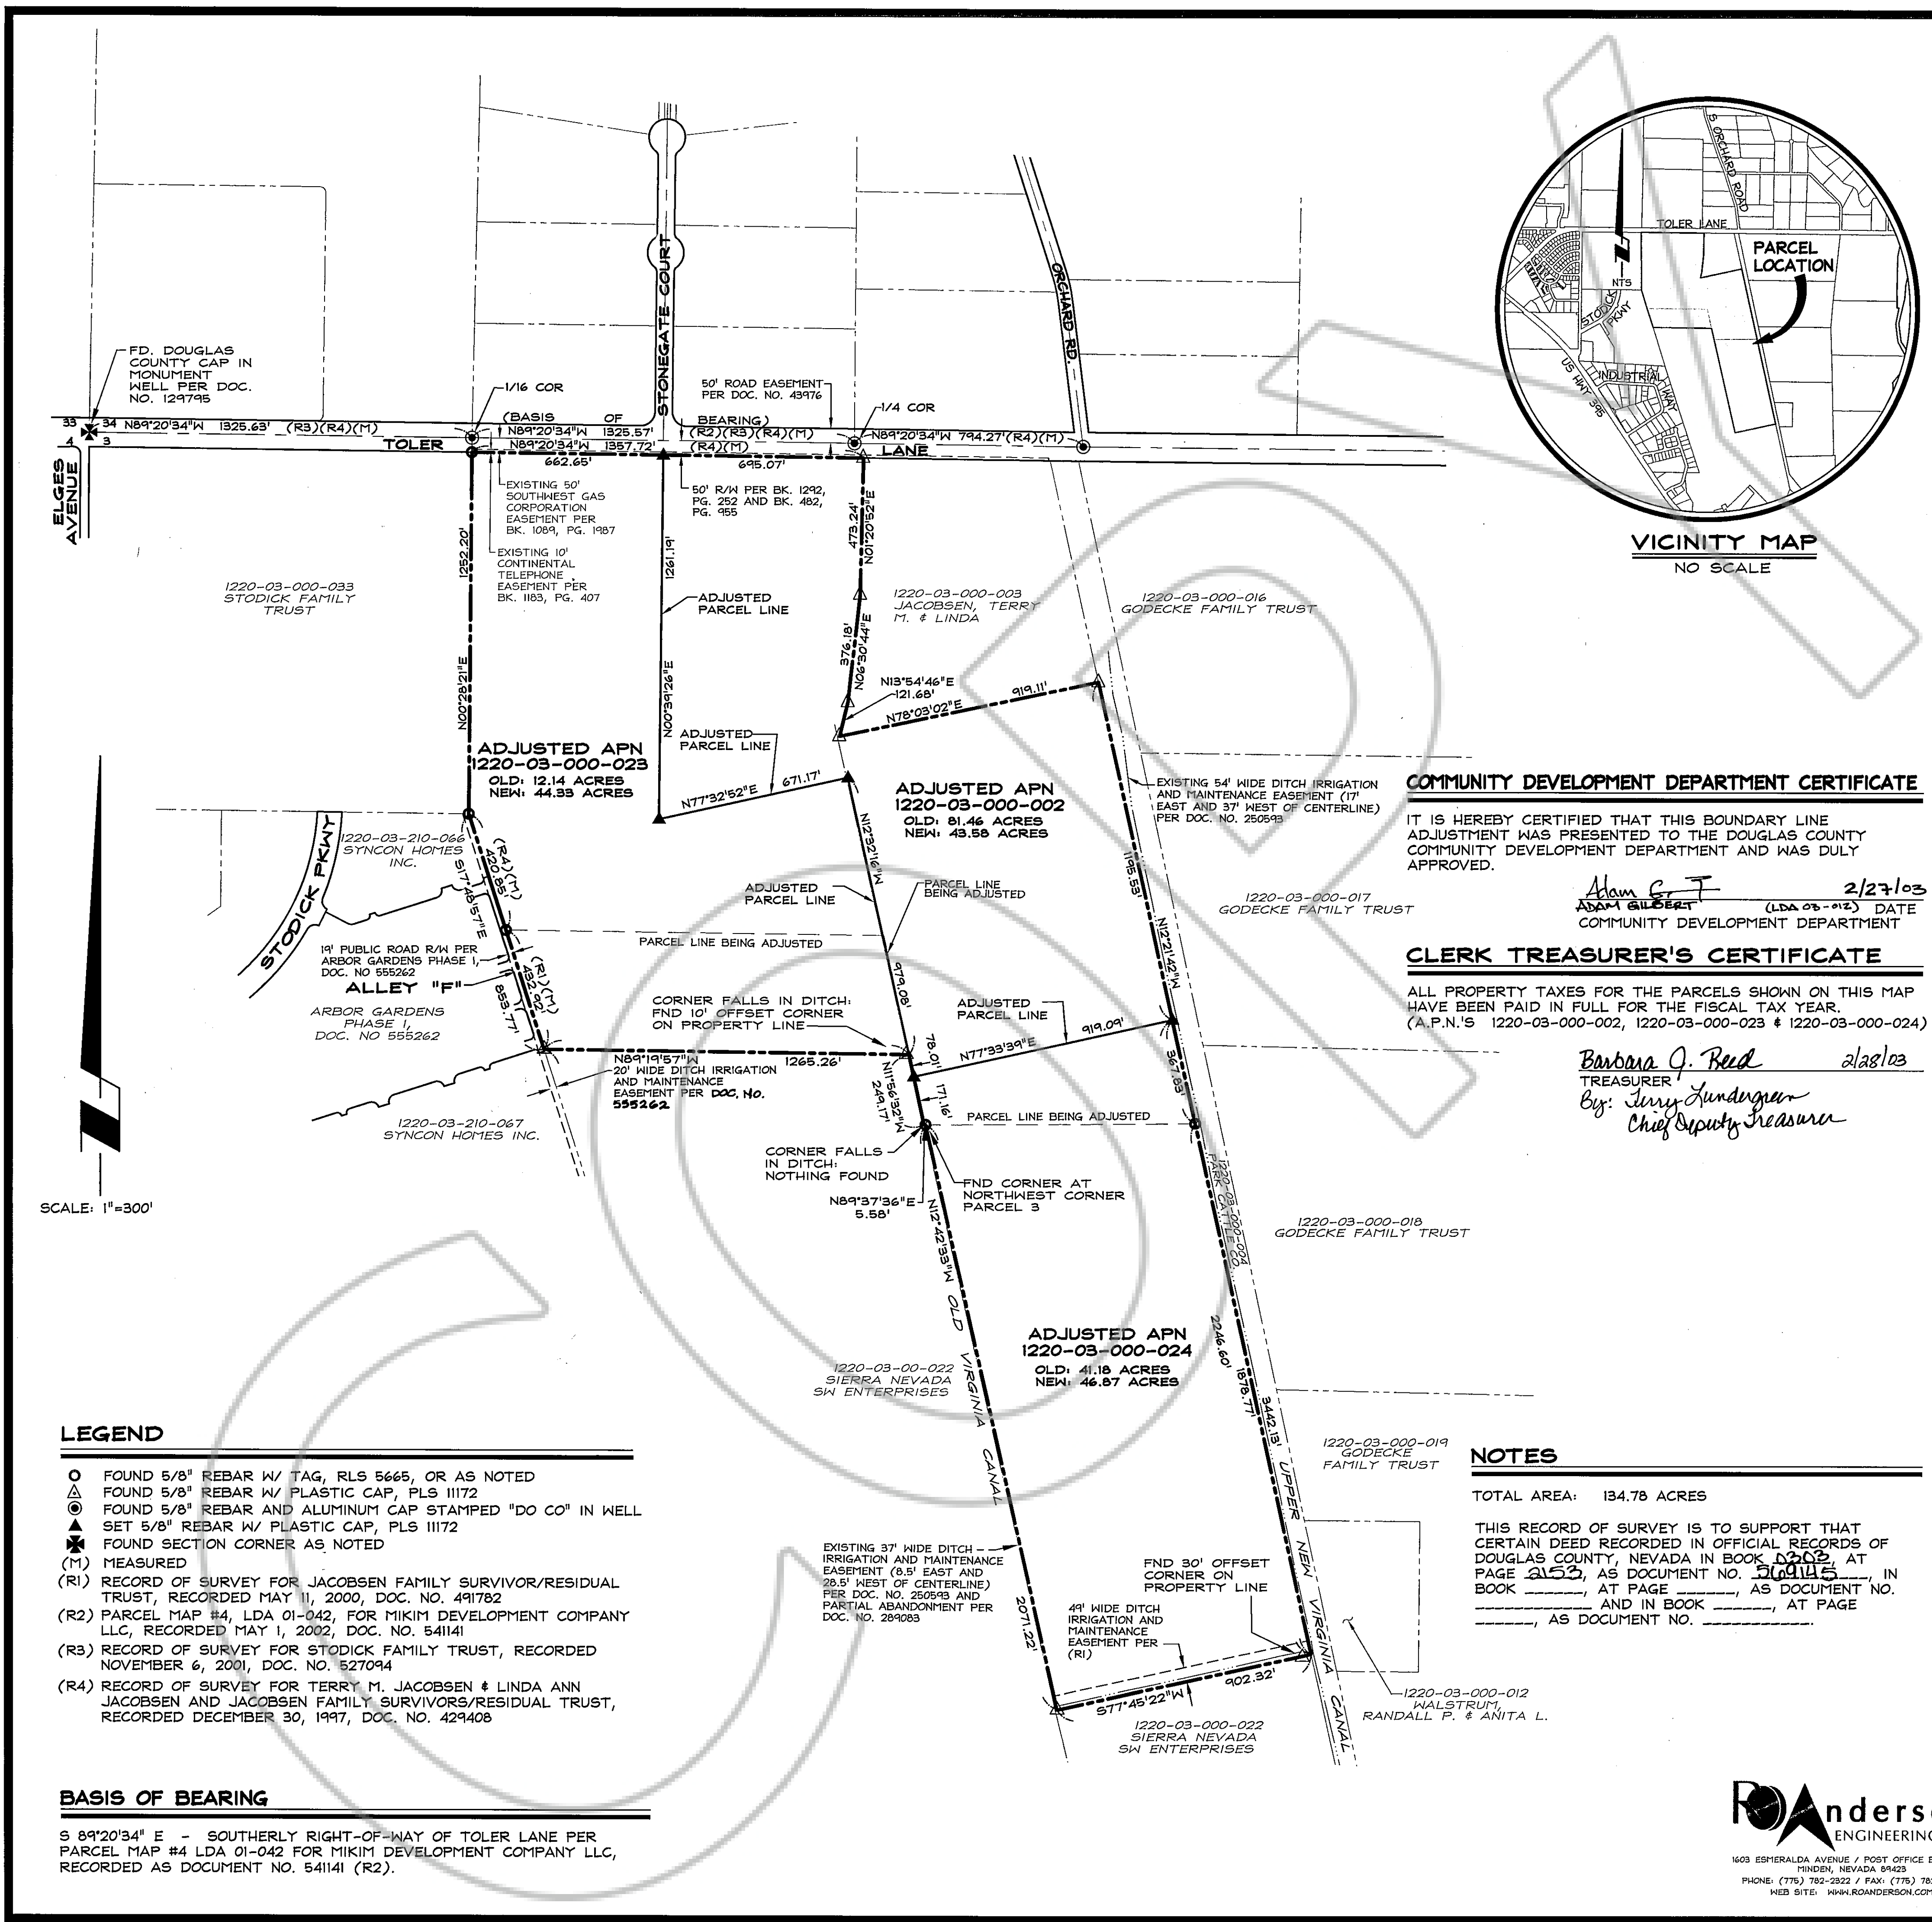 S ORCHARD ROAD
TOLER LANE
PARCEL
LOCATION
NTS
STODICK
PKWY
US HWY 395
INDUSTRIAL WAY
VICINITY MAP
NO SCALE
STONEGATE COURT
ORCHARD RD.
FD. DOUGLAS
COUNTY CAP IN
MONUMENT
WELL PER DOC.
NO. 129795
1/16 COR
50' ROAD EASEMENT
PER DOC. NO. 43976
1/4 COR
33 34
4 3
N89°20'34"W 1325.63' (R3)(R4)(M)
(BASIS OF BEARING)
N89°20'34"W 1325.57' (R2)(R3)(R4)(M)
N89°20'34"W 1357.72' (R4)(M)
N89°20'34"W 794.27'(R4)(M)
TOLER LANE
662.65'
695.07'
ELGES
AVENUE
EXISTING 50'
SOUTHWEST GAS
CORPORATION
EASEMENT PER
BK. 1089, PG. 1987
50' R/W PER BK. 1292,
PG. 252 AND BK. 482,
PG. 955
EXISTING 10'
CONTINENTAL
TELEPHONE
EASEMENT PER
BK. 1183, PG. 407
1252.20'
N00°28'21"E
1261.19'
N00°39'26"E
473.24'
N01°20'52"E
376.18'
N06°30'44"E
ADJUSTED
PARCEL LINE
1220-03-000-033
STODICK FAMILY
TRUST
1220-03-000-003
JACOBSEN, TERRY
M. & LINDA
1220-03-000-016
GODECKE FAMILY TRUST
N13°54'46"E
121.68'
N78°03'02"E
919.11'
ADJUSTED APN
1220-03-000-023
OLD: 12.14 ACRES
NEW: 44.33 ACRES
ADJUSTED
PARCEL LINE
N77°32'52"E
671.17'
ADJUSTED APN
1220-03-000-002
OLD: 81.46 ACRES
NEW: 43.58 ACRES
EXISTING 54' WIDE DITCH IRRIGATION
AND MAINTENANCE EASEMENT (17'
EAST AND 37' WEST OF CENTERLINE)
PER DOC. NO. 250593
1220-03-210-066
SYNCON HOMES
INC.
STODICK PKWY
(R4)(M)
420.85'
S17°48'57"E
N12°32'16"W
ADJUSTED
PARCEL LINE
PARCEL LINE
BEING ADJUSTED
1195.53'
N12°21'42"W
1220-03-000-017
GODECKE FAMILY TRUST
PARCEL LINE BEING ADJUSTED
19' PUBLIC ROAD R/W PER
ARBOR GARDENS PHASE 1,
DOC. NO 555262
ALLEY "F"
(R1)(M)
432.92'
853.77'
ARBOR GARDENS
PHASE 1,
DOC. NO 555262
979.08'
CORNER FALLS IN DITCH:
FND 10' OFFSET CORNER
ON PROPERTY LINE
ADJUSTED
PARCEL LINE
919.09'
N77°33'39"E
78.01'
N89°19'57"W
1265.26'
20' WIDE DITCH IRRIGATION
AND MAINTENANCE
EASEMENT PER DOC. NO.
555262
N11°56'32"W
249.17'
171.16'
367.83'
PARCEL LINE BEING ADJUSTED
1220-03-210-067
SYNCON HOMES INC.
CORNER FALLS
IN DITCH:
NOTHING FOUND
N89°37'36"E
5.58'
FND CORNER AT
NORTHWEST CORNER
PARCEL 3
1220-03-000-004
PARK CATTLE CO.
1220-03-000-018
GODECKE FAMILY TRUST
SCALE: 1"=300'
N12°42'33"W
OLD VIRGINIA CANAL
ADJUSTED APN
1220-03-000-024
OLD: 41.18 ACRES
NEW: 46.87 ACRES
1220-03-00-022
SIERRA NEVADA
SW ENTERPRISES
2246.60'
1878.77'
3442.13'
UPPER NEW VIRGINIA CANAL
1220-03-000-019
GODECKE
FAMILY TRUST
EXISTING 37' WIDE DITCH
IRRIGATION AND MAINTENANCE
EASEMENT (8.5' EAST AND
28.5' WEST OF CENTERLINE)
PER DOC. NO. 250593 AND
PARTIAL ABANDONMENT PER
DOC. NO. 289083
2071.22'
FND 30' OFFSET
CORNER ON
PROPERTY LINE
49' WIDE DITCH
IRRIGATION AND
MAINTENANCE
EASEMENT PER
(R1)
S77°45'22"W
902.32'
1220-03-000-022
SIERRA NEVADA
SW ENTERPRISES
1220-03-000-012
WALSTRUM,
RANDALL P. & ANITA L.
COMMUNITY DEVELOPMENT DEPARTMENT CERTIFICATE
IT IS HEREBY CERTIFIED THAT THIS BOUNDARY LINE
ADJUSTMENT WAS PRESENTED TO THE DOUGLAS COUNTY
COMMUNITY DEVELOPMENT DEPARTMENT AND WAS DULY
APPROVED.
Adam 2/27/03
ADAM GILBERT (LDA 03-012) DATE
COMMUNITY DEVELOPMENT DEPARTMENT
CLERK TREASURER'S CERTIFICATE
ALL PROPERTY TAXES FOR THE PARCELS SHOWN ON THIS MAP
HAVE BEEN PAID IN FULL FOR THE FISCAL TAX YEAR.
(A.P.N.'S 1220-03-000-002, 1220-03-000-023 & 1220-03-000-024)
Barbara J. Reed 2/28/03
TREASURER
By: Terry Lundergreen
Chief Deputy Treasurer
LEGEND
FOUND 5/8" REBAR W/ TAG, RLS 5665, OR AS NOTED
FOUND 5/8" REBAR W/ PLASTIC CAP, PLS 11172
FOUND 5/8" REBAR AND ALUMINUM CAP STAMPED "DO CO" IN WELL
SET 5/8" REBAR W/ PLASTIC CAP, PLS 11172
FOUND SECTION CORNER AS NOTED
(M) MEASURED
(R1) RECORD OF SURVEY FOR JACOBSEN FAMILY SURVIVOR/RESIDUAL
TRUST, RECORDED MAY 11, 2000, DOC. NO. 491782
(R2) PARCEL MAP #4, LDA 01-042, FOR MIKIM DEVELOPMENT COMPANY
LLC, RECORDED MAY 1, 2002, DOC. NO. 541141
(R3) RECORD OF SURVEY FOR STODICK FAMILY TRUST, RECORDED
NOVEMBER 6, 2001, DOC. NO. 527094
(R4) RECORD OF SURVEY FOR TERRY M. JACOBSEN & LINDA ANN
JACOBSEN AND JACOBSEN FAMILY SURVIVORS/RESIDUAL TRUST,
RECORDED DECEMBER 30, 1997, DOC. NO. 429408
BASIS OF BEARING
S 89°20'34" E - SOUTHERLY RIGHT-OF-WAY OF TOLER LANE PER
PARCEL MAP #4 LDA 01-042 FOR MIKIM DEVELOPMENT COMPANY LLC,
RECORDED AS DOCUMENT NO. 541141 (R2).
NOTES
TOTAL AREA: 134.78 ACRES
THIS RECORD OF SURVEY IS TO SUPPORT THAT
CERTAIN DEED RECORDED IN OFFICIAL RECORDS OF
DOUGLAS COUNTY, NEVADA IN BOOK 0303, AT
PAGE 2153, AS DOCUMENT NO. 569145, IN
BOOK ______, AT PAGE ______, AS DOCUMENT NO.
____________ AND IN BOOK ______, AT PAGE
______, AS DOCUMENT NO. ____________.
RO Anderso
ENGINEERING
1603 ESMERALDA AVENUE / POST OFFICE B
MINDEN, NEVADA 89423
PHONE: (775) 782-2322 / FAX: (775) 78
WEB SITE: WWW.ROANDERSON.COM
COPY